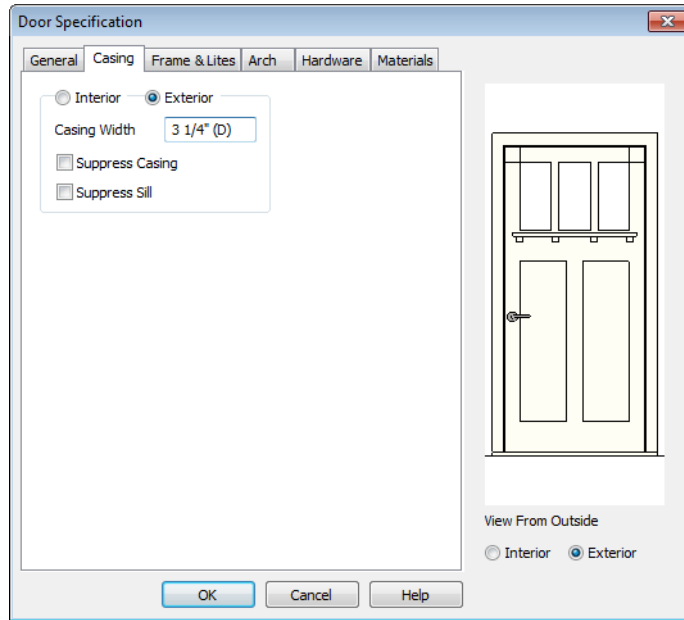 Door Specification
General Casing Frame & Lites Arch Hardware Materials
Interior Exterior
Casing Width 3 1/4" (D)
Suppress Casing
Suppress Sill
View From Outside
Interior Exterior
OK Cancel Help